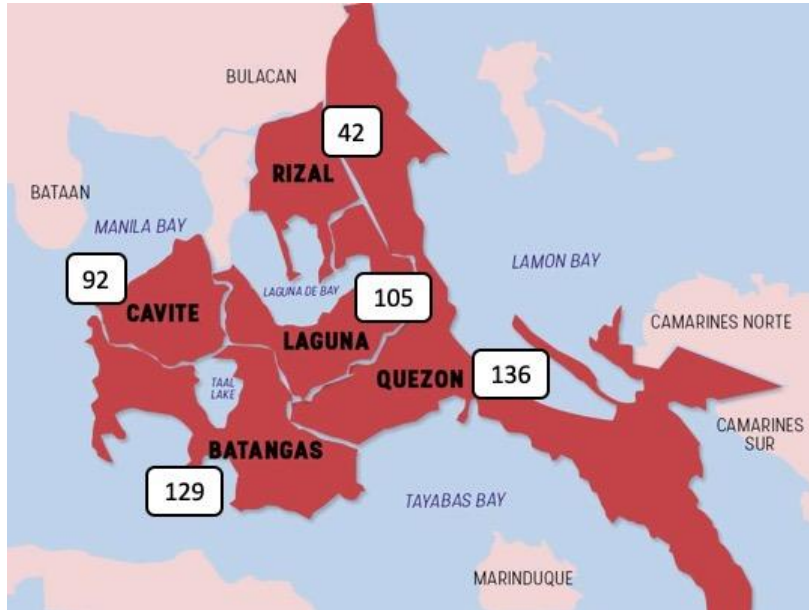 BULACAN
42
RIZAL
BATAAN
MANILA BAY
LAMON BAY
92
CAVITE
LAGUNA DE BAY
105
LAGUNA
CAMARINES NORTE
QUEZON
136
TAAL
LAKE
CAMARINES
SUR
BATANGAS
129
TAYABAS BAY
MARINDUQUE